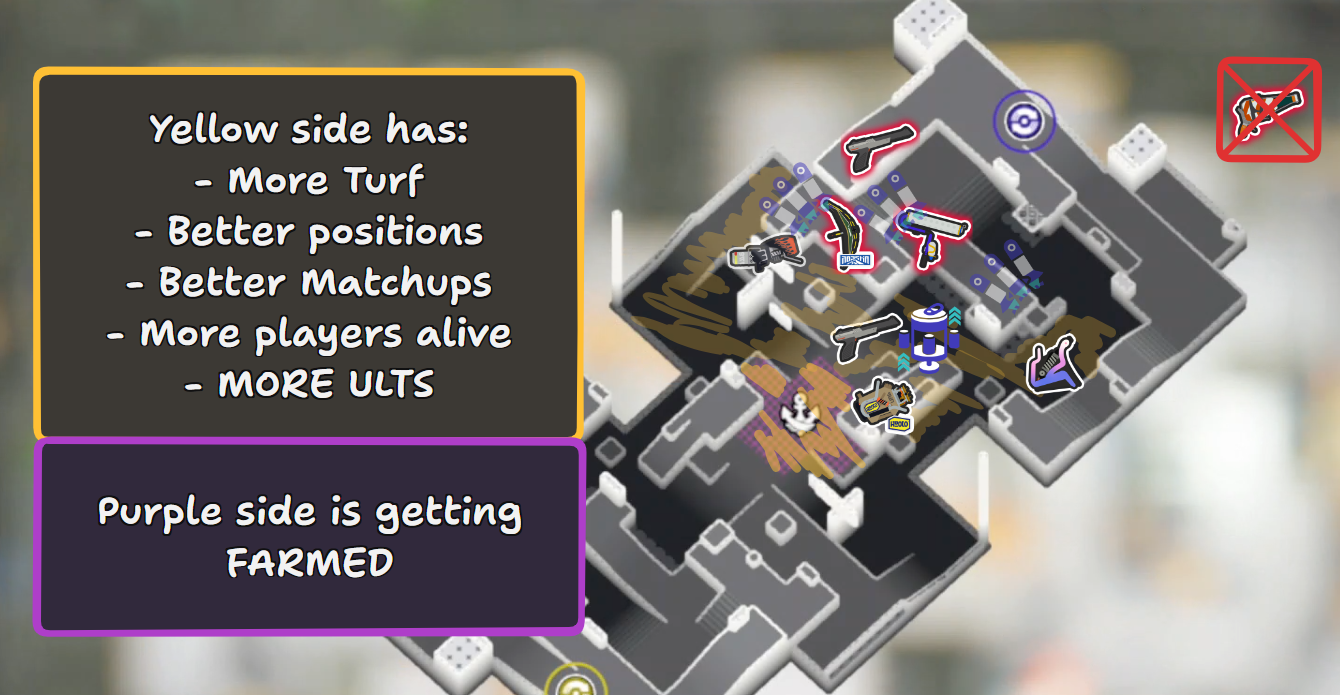 Yellow side has:
- More Turf
- Better positions
- Better Matchups
- More players alive
- MORE ULTS
Purple side is getting
FARMED